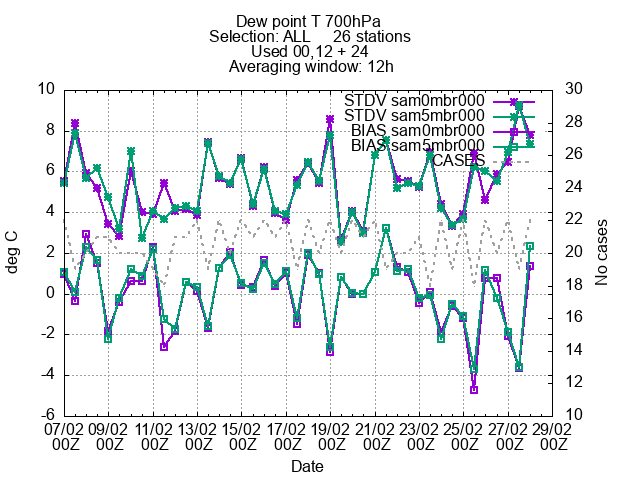 Dew point T 700hPa
Selection: ALL 26 stations
Used 00,12 + 24
Averaging window: 12h
STDV sam0mbr000
STDV sam5mbr000
BIAS sam0mbr000
BIAS sam5mbr000
CASES
deg C
10
8
6
4
2
0
-2
-4
-6
No cases
30
28
26
24
22
20
18
16
14
12
10
07/02 09/02 11/02 13/02 15/02 17/02 19/02 21/02 23/02 25/02 27/02 29/02
00Z 00Z 00Z 00Z 00Z 00Z 00Z 00Z 00Z 00Z 00Z 00Z
Date